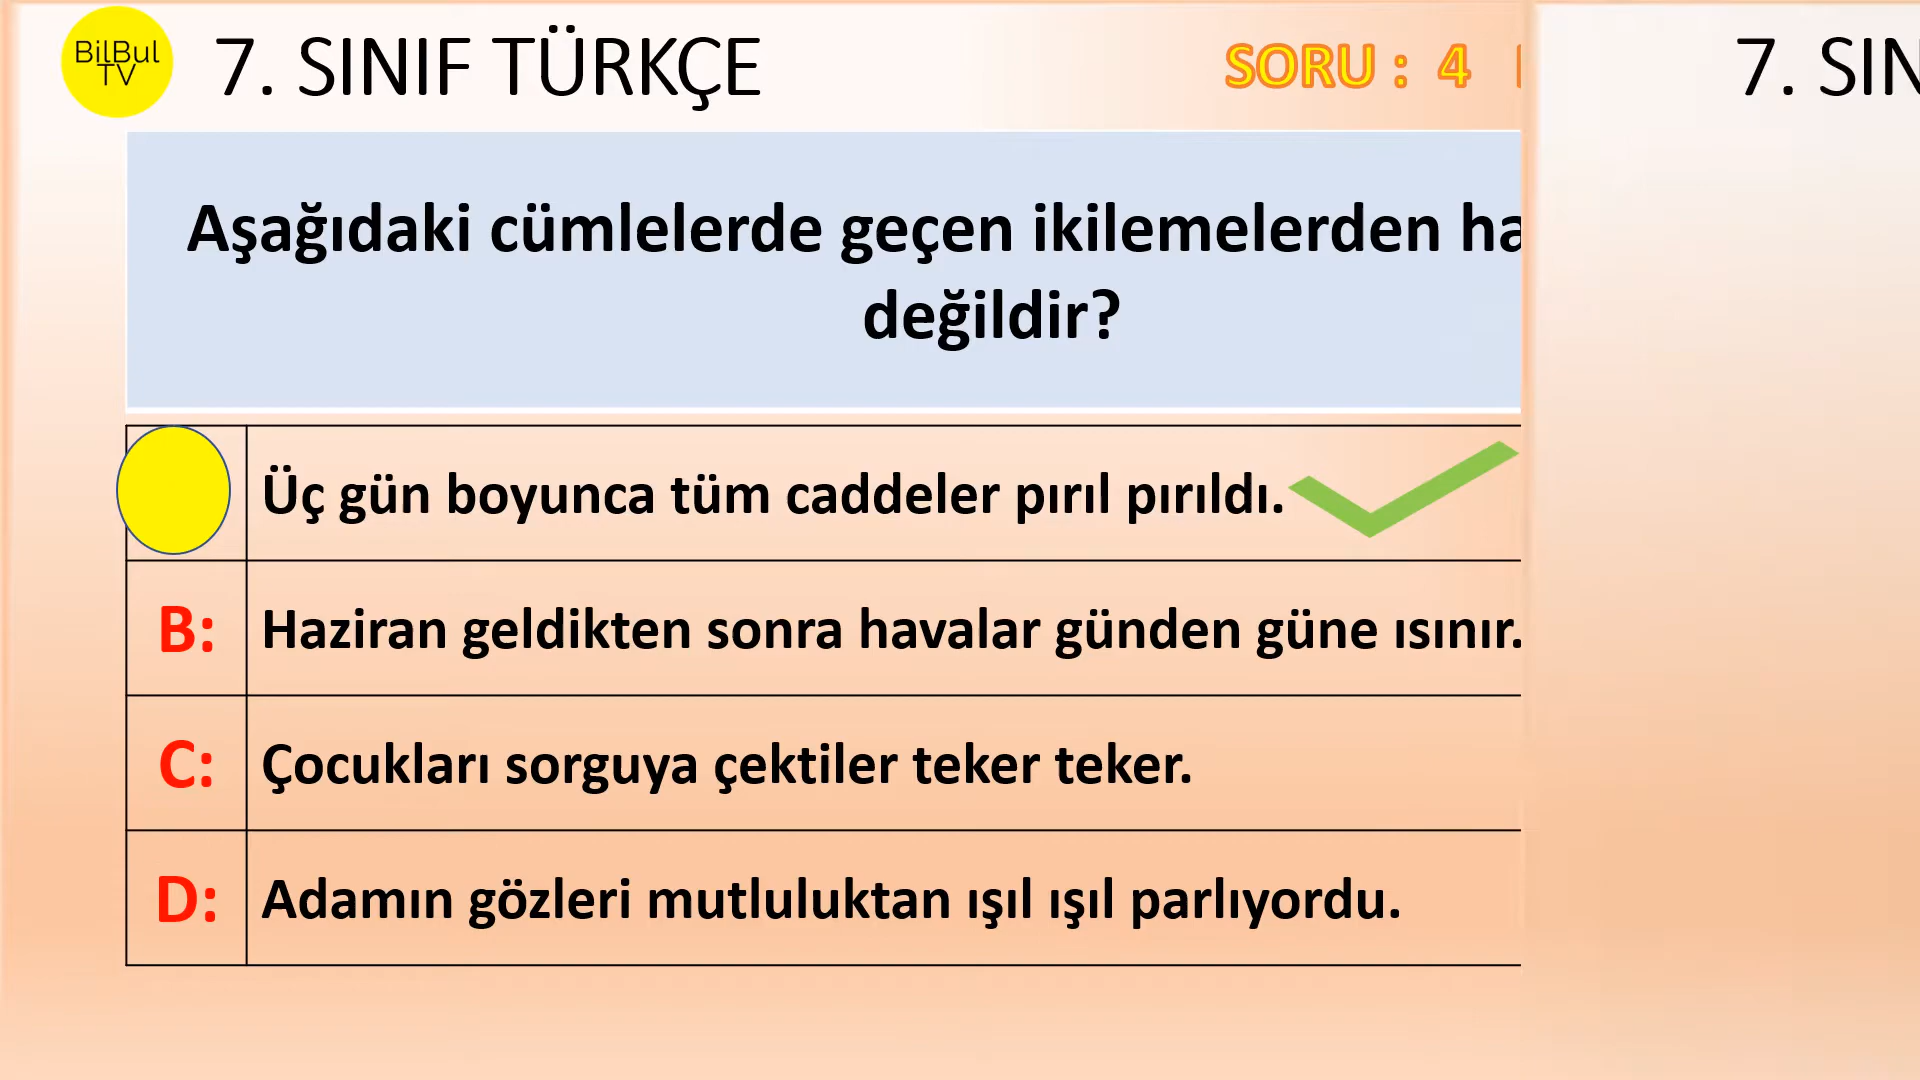 BilBul
TV
7. SINIF TÜRKÇE
SORU : 4
7. SIN
Aşağıdaki cümlelerde geçen ikilemelerden ha
değildir?
Üç gün boyunca tüm caddeler pırıl pırıldı.
B: Haziran geldikten sonra havalar günden güne ısınır.
C: Çocukları sorguya çektiler teker teker.
D: Adamın gözleri mutluluktan ışıl ışıl parlıyordu.